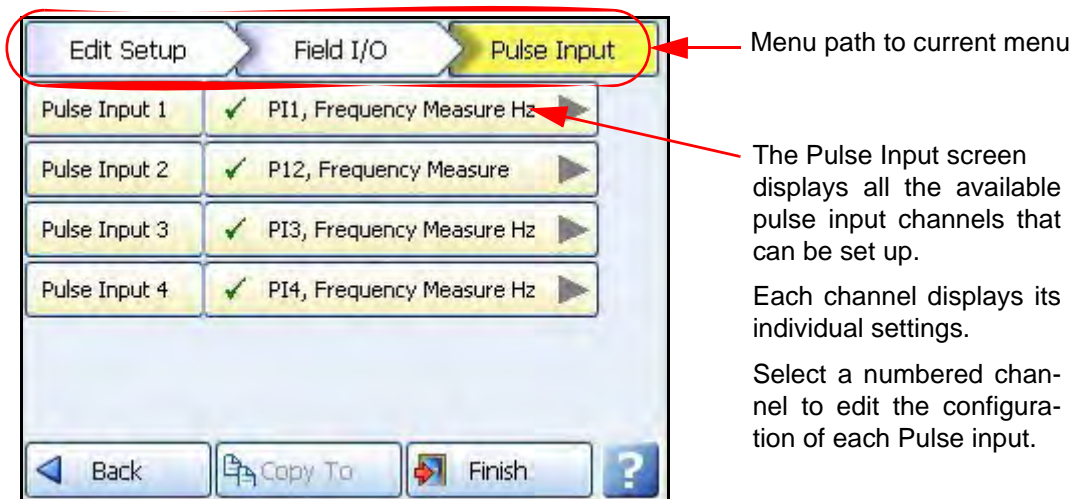 Edit Setup Field I/O Pulse Input
Menu path to current menu
Pulse Input 1 ✓ PI1, Frequency Measure Hz
Pulse Input 2 ✓ P12, Frequency Measure
Pulse Input 3 ✓ PI3, Frequency Measure Hz
Pulse Input 4 ✓ PI4, Frequency Measure Hz
Back Copy To Finish ?
The Pulse Input screen
displays all the available
pulse input channels that
can be set up.
Each channel displays its
individual settings.
Select a numbered chan-
nel to edit the configura-
tion of each Pulse input.